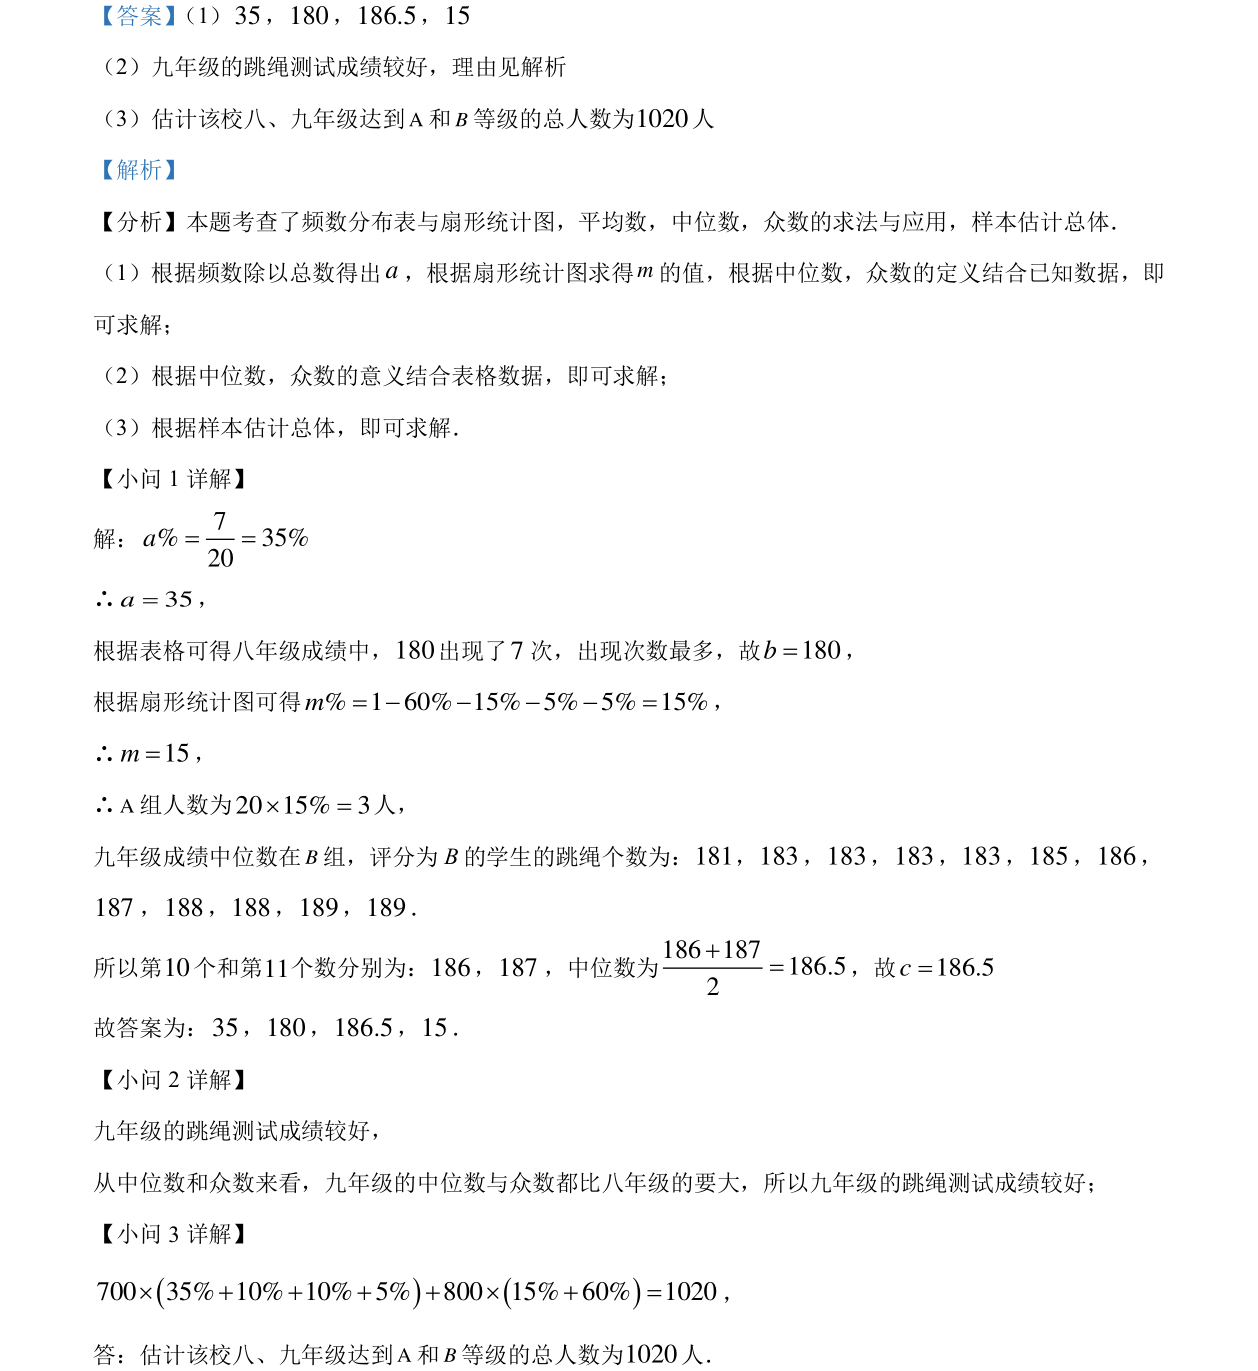 【答案】（1）35，180，186.5，15
（2）九年级的跳绳测试成绩较好，理由见解析
（3）估计该校八、九年级达到A和B等级的总人数为1020人
【解析】
【分析】本题考查了频数分布表与扇形统计图，平均数，中位数，众数的求法与应用，样本估计总体．
（1）根据频数除以总数得出a，根据扇形统计图求得m的值，根据中位数，众数的定义结合已知数据，即
可求解；
（2）根据中位数，众数的意义结合表格数据，即可求解；
（3）根据样本估计总体，即可求解．
【小问1详解】
解：a% = 7/20 = 35%
∴a = 35，
根据表格可得八年级成绩中，180出现了7次，出现次数最多，故b = 180，
根据扇形统计图可得m% = 1 − 60% − 15% − 5% − 5% = 15%，
∴m = 15，
∴A组人数为20×15% = 3人，
九年级成绩中位数在B组，评分为B的学生的跳绳个数为：181，183，183，183，183，185，186，
187，188，188，189，189．
所以第10个和第11个数分别为：186，187，中位数为(186+187)/2 = 186.5，故c = 186.5
故答案为：35，180，186.5，15．
【小问2详解】
九年级的跳绳测试成绩较好，
从中位数和众数来看，九年级的中位数与众数都比八年级的要大，所以九年级的跳绳测试成绩较好；
【小问3详解】
700×(35%+10%+10%+5%)+800×(15%+60%)=1020，
答：估计该校八、九年级达到A和B等级的总人数为1020人．